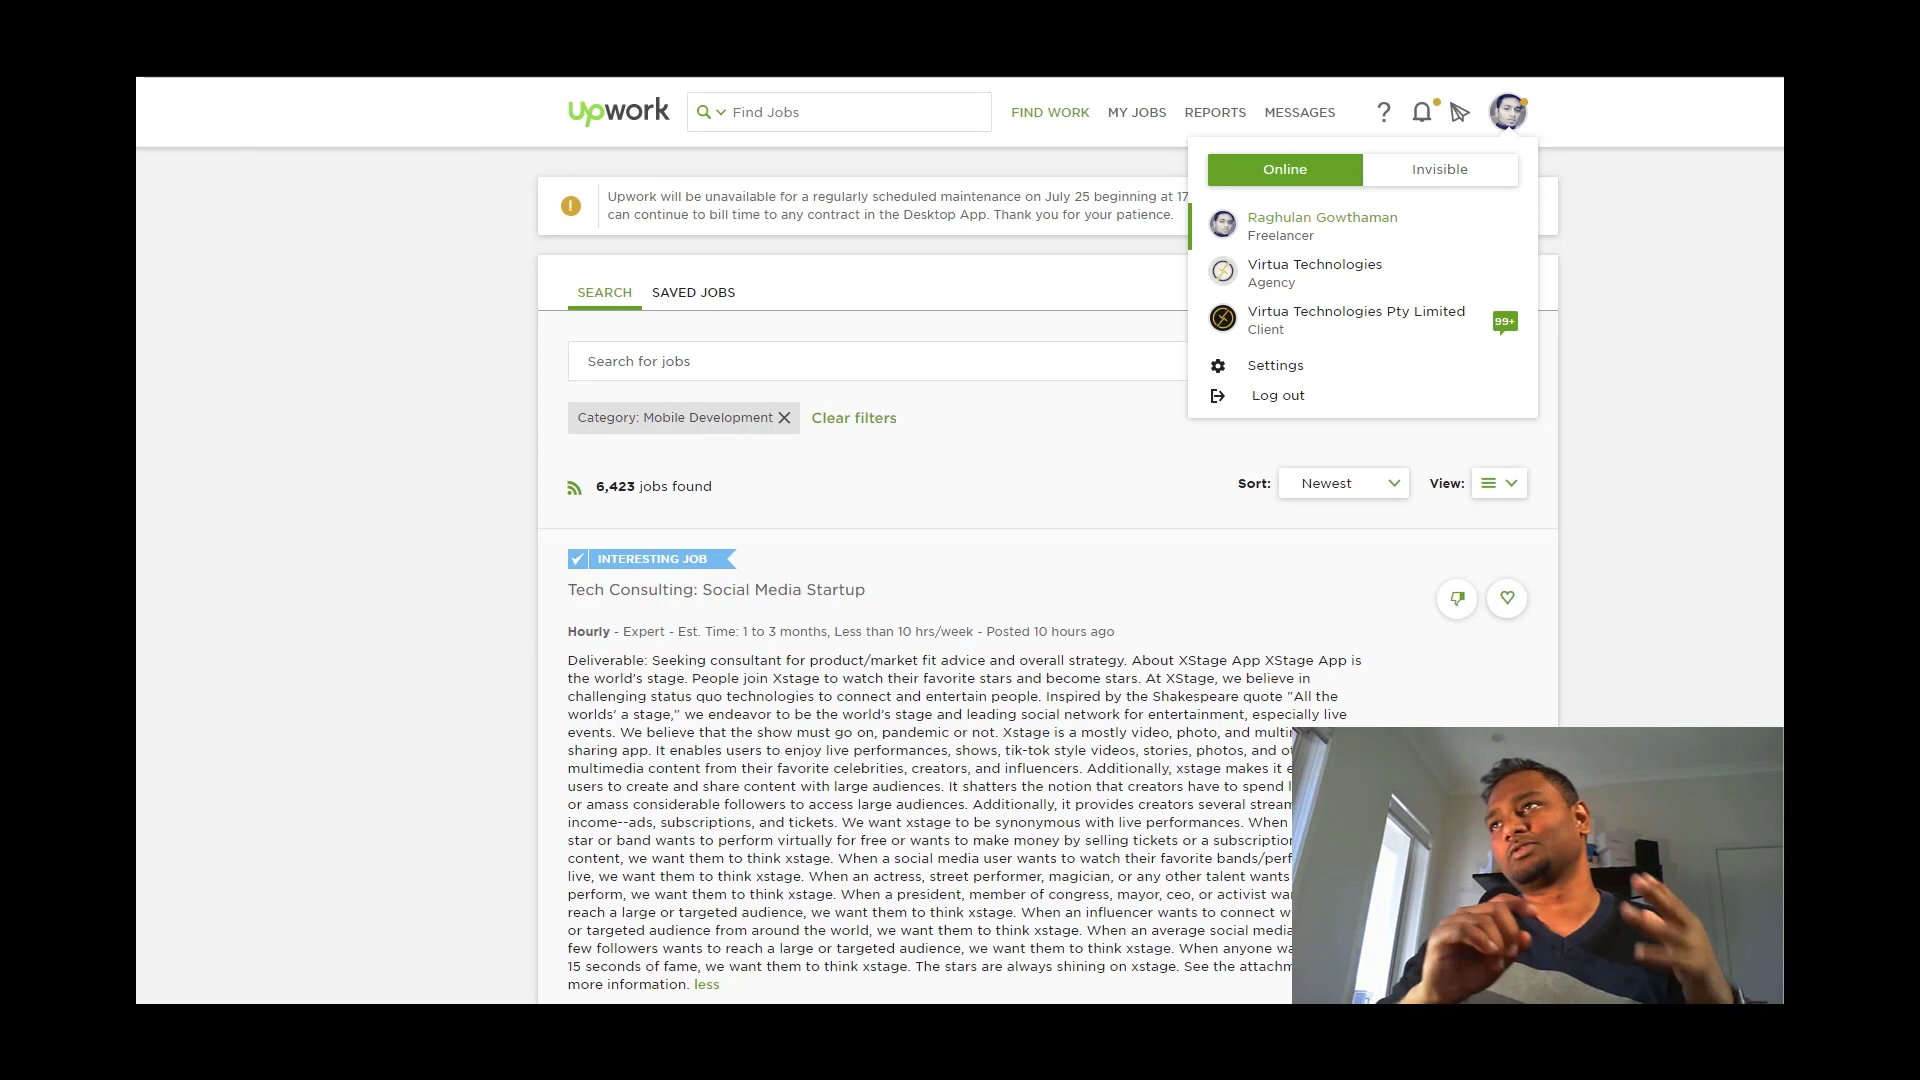 upwork
Find Jobs
FIND WORK
MY JOBS
REPORTS
MESSAGES
?
Online
Invisible
Upwork will be unavailable for a regularly scheduled maintenance on July 25 beginning at 17
can continue to bill time to any contract in the Desktop App. Thank you for your patience.
Raghulan Gowthaman
Freelancer
Virtua Technologies
Agency
Virtua Technologies Pty Limited
Client
99+
Settings
Log out
SEARCH
SAVED JOBS
Search for jobs
Category: Mobile Development
Clear filters
6,423 jobs found
Sort:
Newest
View:
INTERESTING JOB
Tech Consulting: Social Media Startup
Hourly - Expert - Est. Time: 1 to 3 months, Less than 10 hrs/week - Posted 10 hours ago
Deliverable: Seeking consultant for product/market fit advice and overall strategy. About XStage App XStage App is
the world's stage. People join Xstage to watch their favorite stars and become stars. At XStage, we believe in
challenging status quo technologies to connect and entertain people. Inspired by the Shakespeare quote "All the
worlds' a stage," we endeavor to be the world's stage and leading social network for entertainment, especially live
events. We believe that the show must go on, pandemic or not. Xstage is a mostly video, photo, and
sharing app. It enables users to enjoy live performances, shows, tik-tok style videos, stories, photos, and
multimedia content from their favorite celebrities, creators, and influencers. Additionally, xstage makes it
users to create and share content with large audiences. It shatters the notion that creators have to spend
or amass considerable followers to access large audiences. Additionally, it provides creators several
income--ads, subscriptions, and tickets. We want xstage to be synonymous with live performances. When
star or band wants to perform virtually for free or wants to make money by selling tickets or a
content, we want them to think xstage. When a social media user wants to watch their favorite
live, we want them to think xstage. When an actress, street performer, magician, or any other talent wants
perform, we want them to think xstage. When a president, member of congress, mayor, ceo, or activist
reach a large or targeted audience, we want them to think xstage. When an influencer wants to connect
or targeted audience from around the world, we want them to think xstage. When an average social media
few followers wants to reach a large or targeted audience, we want them to think xstage. When anyone
15 seconds of fame, we want them to think xstage. The stars are always shining on xstage. See the
more information. less